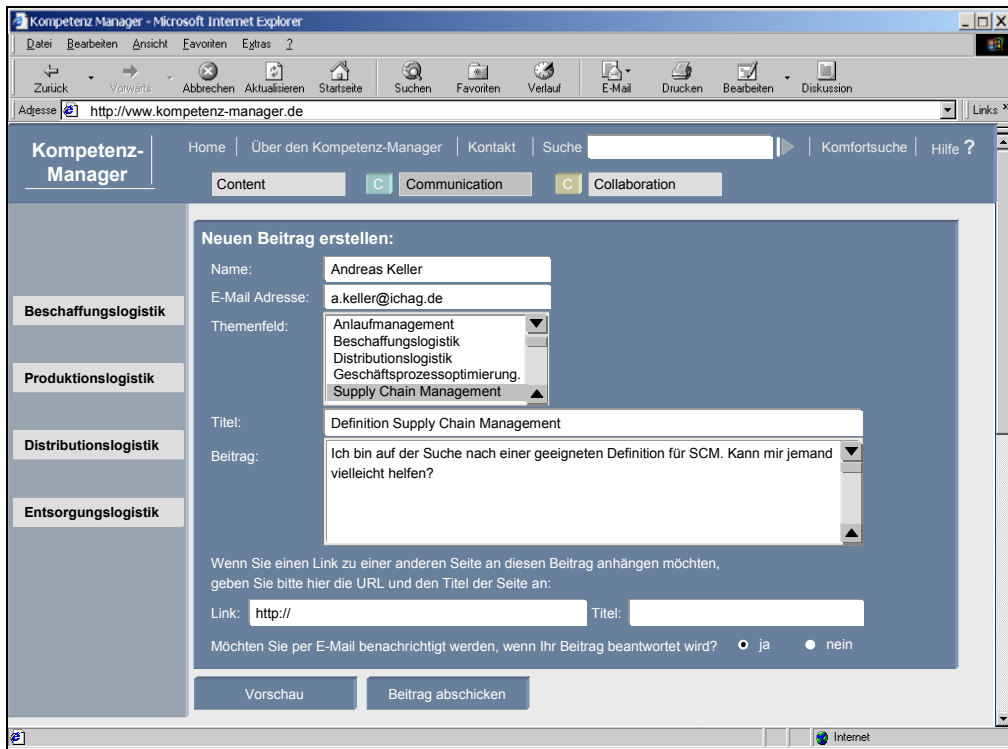 Kompetenz Manager - Microsoft Internet Explorer
Datei Bearbeiten Ansicht Favoriten Extras ?
Zurück Vorwärts Abbrechen Aktualisieren Startseite Suchen Favoriten Verlauf E-Mail Drucken Bearbeiten Diskussion
Adresse http://www.kompetenz-manager.de Links »
Kompetenz-
Manager
Home Über den Kompetenz-Manager Kontakt Suche Komfortsuche Hilfe ?
Content C Communication C Collaboration
Beschaffungslogistik
Produktionslogistik
Distributionslogistik
Entsorgungslogistik
Neuen Beitrag erstellen:
Name: Andreas Keller
E-Mail Adresse: a.keller@ichag.de
Themenfeld: Anlaufmanagement
Beschaffungslogistik
Distributionslogistik
Geschäftsprozessoptimierung.
Supply Chain Management
Titel: Definition Supply Chain Management
Beitrag: Ich bin auf der Suche nach einer geeigneten Definition für SCM. Kann mir jemand
vielleicht helfen?
Wenn Sie einen Link zu einer anderen Seite an diesen Beitrag anhängen möchten,
geben Sie bitte hier die URL und den Titel der Seite an:
Link: http:// Titel:
Möchten Sie per E-Mail benachrichtigt werden, wenn Ihr Beitrag beantwortet wird? ja nein
Vorschau Beitrag abschicken
Internet